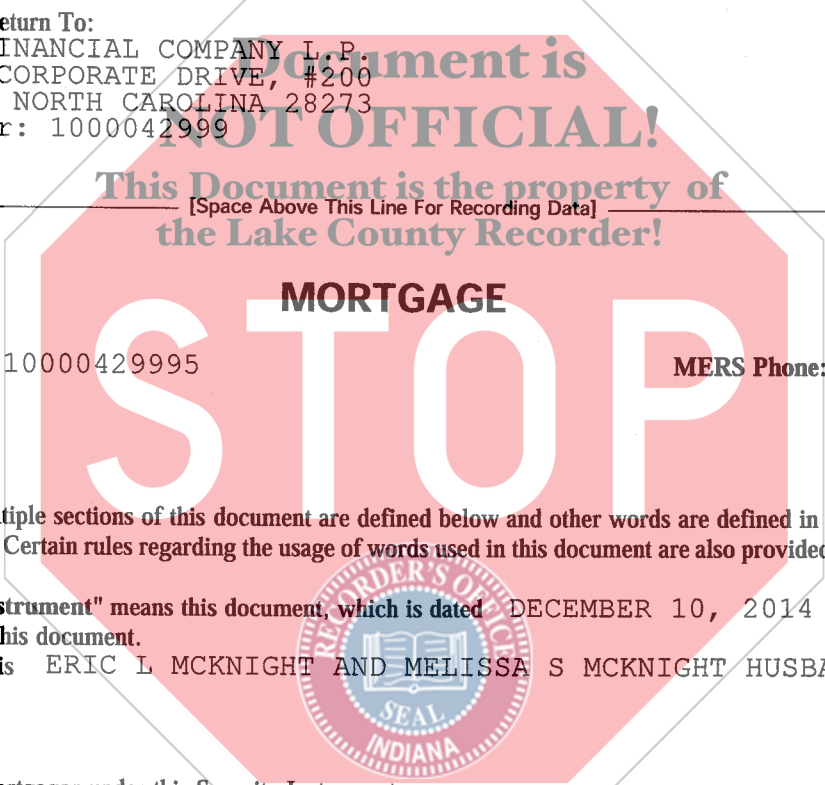 eturn To:
INANCIAL COMPANY L.P.
CORPORATE DRIVE, #200
NORTH CAROLINA 28273
r: 1000042999
Document is
NOT OFFICIAL!
This Document is the property of
[Space Above This Line For Recording Data]
the Lake County Recorder!
MORTGAGE
10000429995 MERS Phone:
STOP
tiple sections of this document are defined below and other words are defined in
Certain rules regarding the usage of words used in this document are also provided
strument" means this document, which is dated DECEMBER 10, 2014
his document.
is ERIC L MCKNIGHT AND MELISSA S MCKNIGHT HUSBA
RECORDER'S OFFICE
SEAL
INDIANA